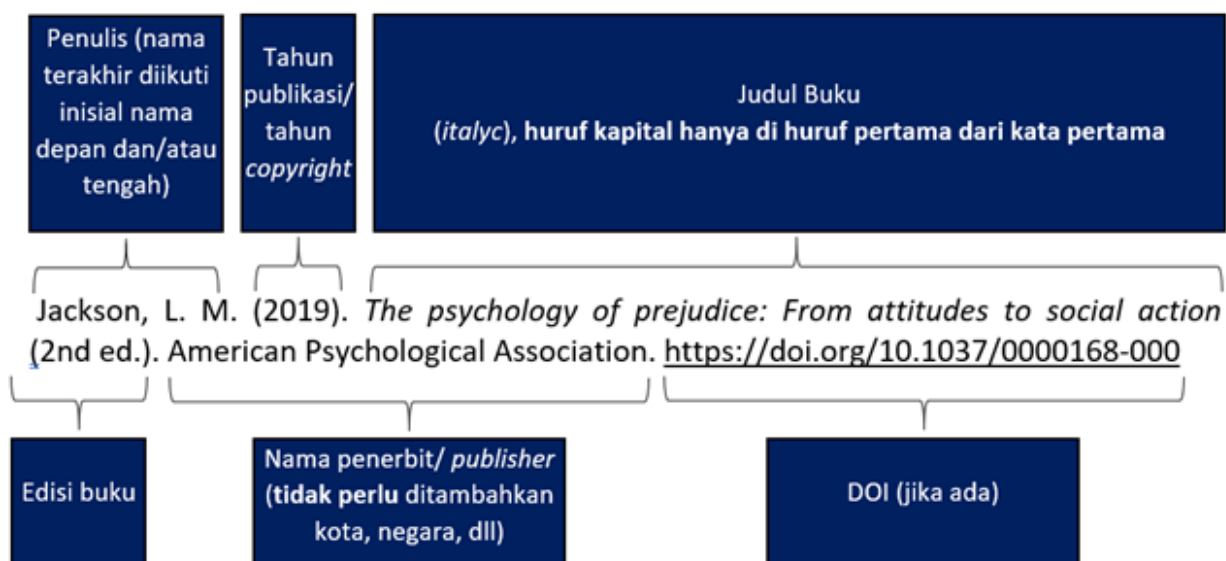 Penulis (nama
terakhir diikuti
inisial nama
depan dan/atau
tengah)
Tahun
publikasi/
tahun
copyright
Judul Buku
(italyc), huruf kapital hanya di huruf pertama dari kata pertama
Jackson, L. M. (2019). The psychology of prejudice: From attitudes to social action
(2nd ed.). American Psychological Association. https://doi.org/10.1037/0000168-000
Edisi buku
Nama penerbit/ publisher
(tidak perlu ditambahkan
kota, negara, dll)
DOI (jika ada)